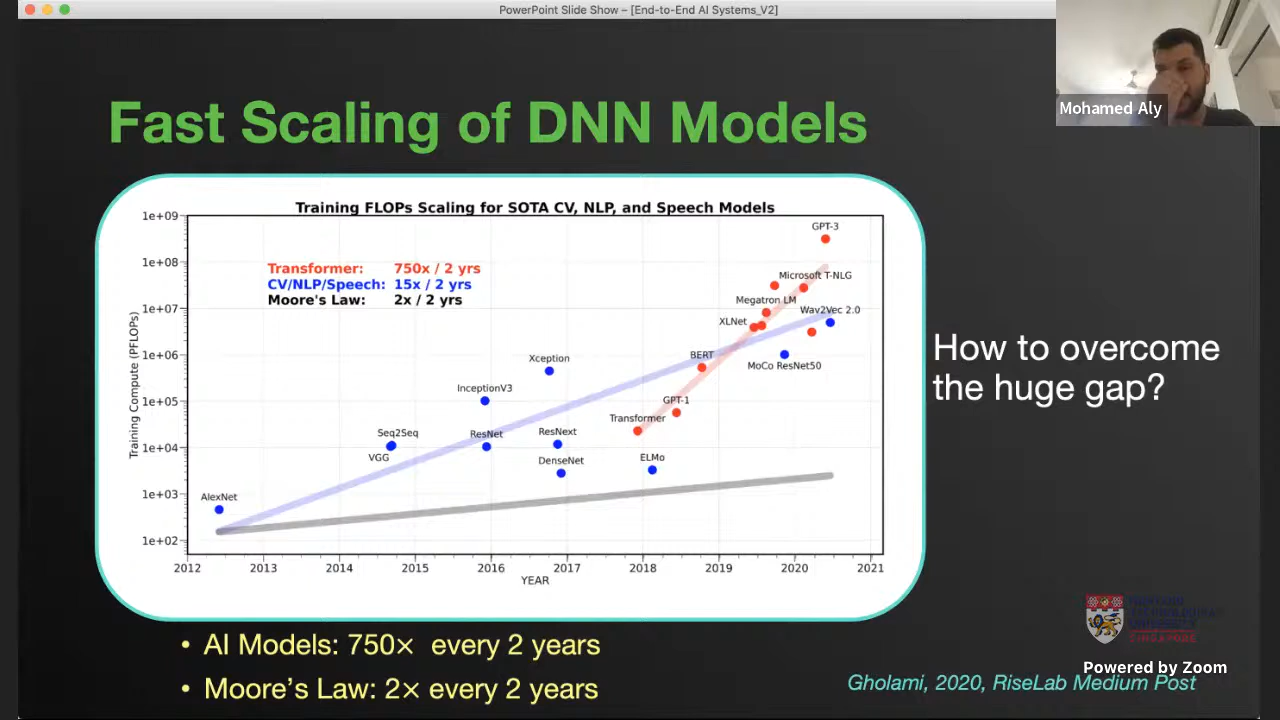 PowerPoint Slide Show – [End-to-End AI Systems_V2]
Mohamed Aly
Fast Scaling of DNN Models
Training FLOPs Scaling for SOTA CV, NLP, and Speech Models
Transformer: 750x / 2 yrs
CV/NLP/Speech: 15x / 2 yrs
Moore's Law: 2x / 2 yrs
Training Compute (PFLOPs)
1e+09
1e+08
1e+07
1e+06
1e+05
1e+04
1e+03
1e+02
GPT-3
Microsoft T-NLG
Megatron LM
Wav2Vec 2.0
XLNet
BERT
MoCo ResNet50
Xception
InceptionV3
GPT-1
Transformer
Seq2Seq
ResNet
ResNext
VGG
DenseNet
ELMo
AlexNet
2012 2013 2014 2015 2016 2017 2018 2019 2020 2021
YEAR
How to overcome
the huge gap?
• AI Models: 750× every 2 years
• Moore's Law: 2× every 2 years
NANYANG
TECHNOLOGICAL
UNIVERSITY
SINGAPORE
Powered by Zoom
Gholami, 2020, RiseLab Medium Post